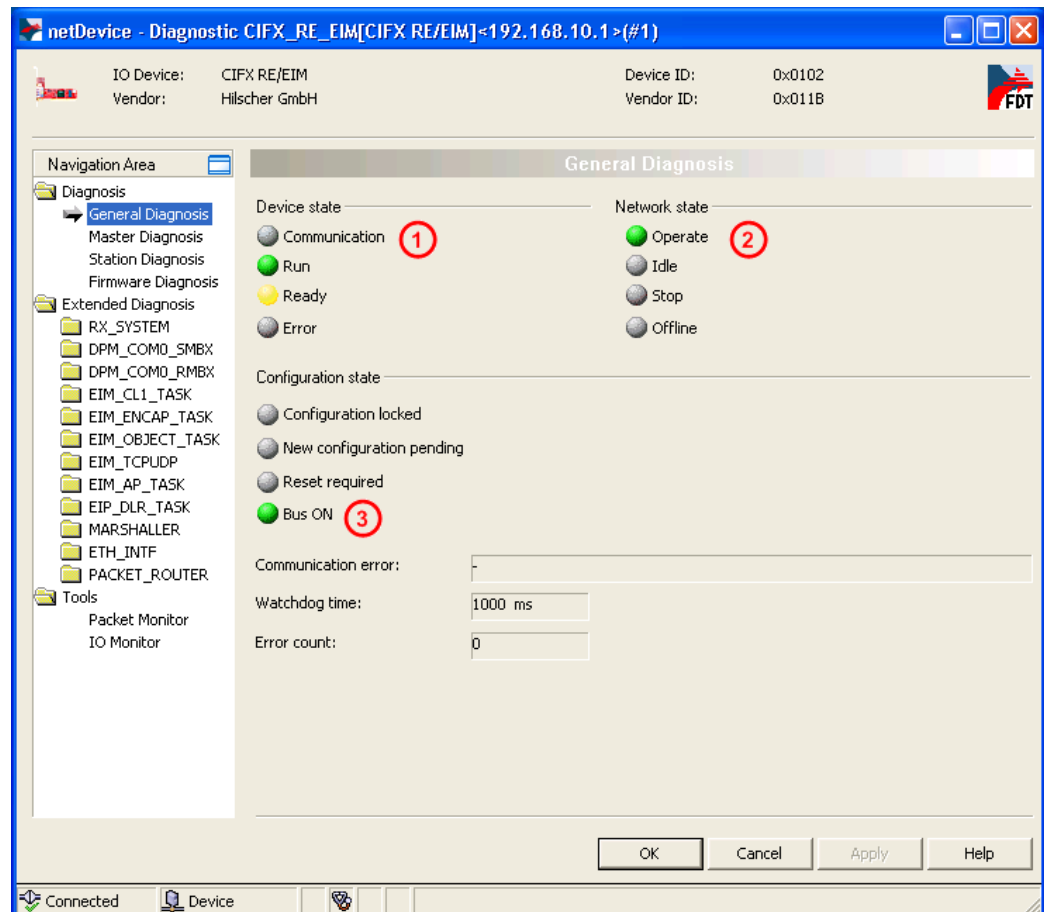 netDevice - Diagnostic CIFX_RE_EIM[CIFX RE/EIM]<192.168.10.1>(#1)
IO Device: CIFX RE/EIM Device ID: 0x0102
Vendor: Hilscher GmbH Vendor ID: 0x011B
FDT
Navigation Area
Diagnosis
General Diagnosis
Master Diagnosis
Station Diagnosis
Firmware Diagnosis
Extended Diagnosis
RX_SYSTEM
DPM_COM0_SMBX
DPM_COM0_RMBX
EIM_CL1_TASK
EIM_ENCAP_TASK
EIM_OBJECT_TASK
EIM_TCPUDP
EIM_AP_TASK
EIP_DLR_TASK
MARSHALLER
ETH_INTF
PACKET_ROUTER
Tools
Packet Monitor
IO Monitor
General Diagnosis
Device state
Communication 1
Run
Ready
Error
Network state
Operate 2
Idle
Stop
Offline
Configuration state
Configuration locked
New configuration pending
Reset required
Bus ON 3
Communication error: -
Watchdog time: 1000 ms
Error count: 0
OK Cancel Apply Help
Connected Device